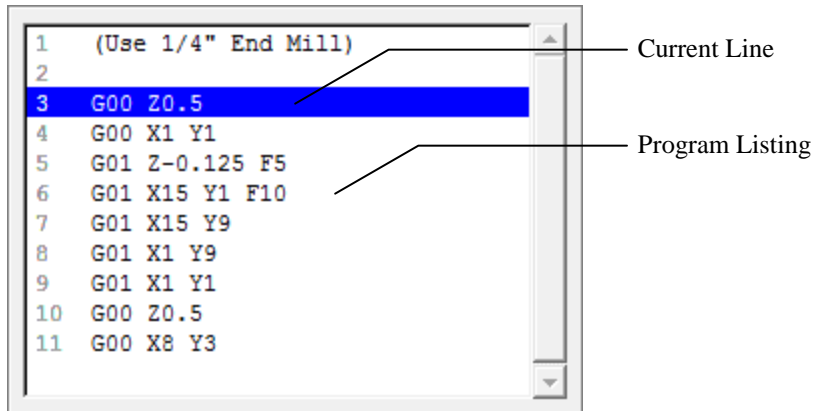 1 (Use 1/4" End Mill)
2
3 G00 Z0.5
4 G00 X1 Y1
5 G01 Z-0.125 F5
6 G01 X15 Y1 F10
7 G01 X15 Y9
8 G01 X1 Y9
9 G01 X1 Y1
10 G00 Z0.5
11 G00 X8 Y3
Current Line
Program Listing